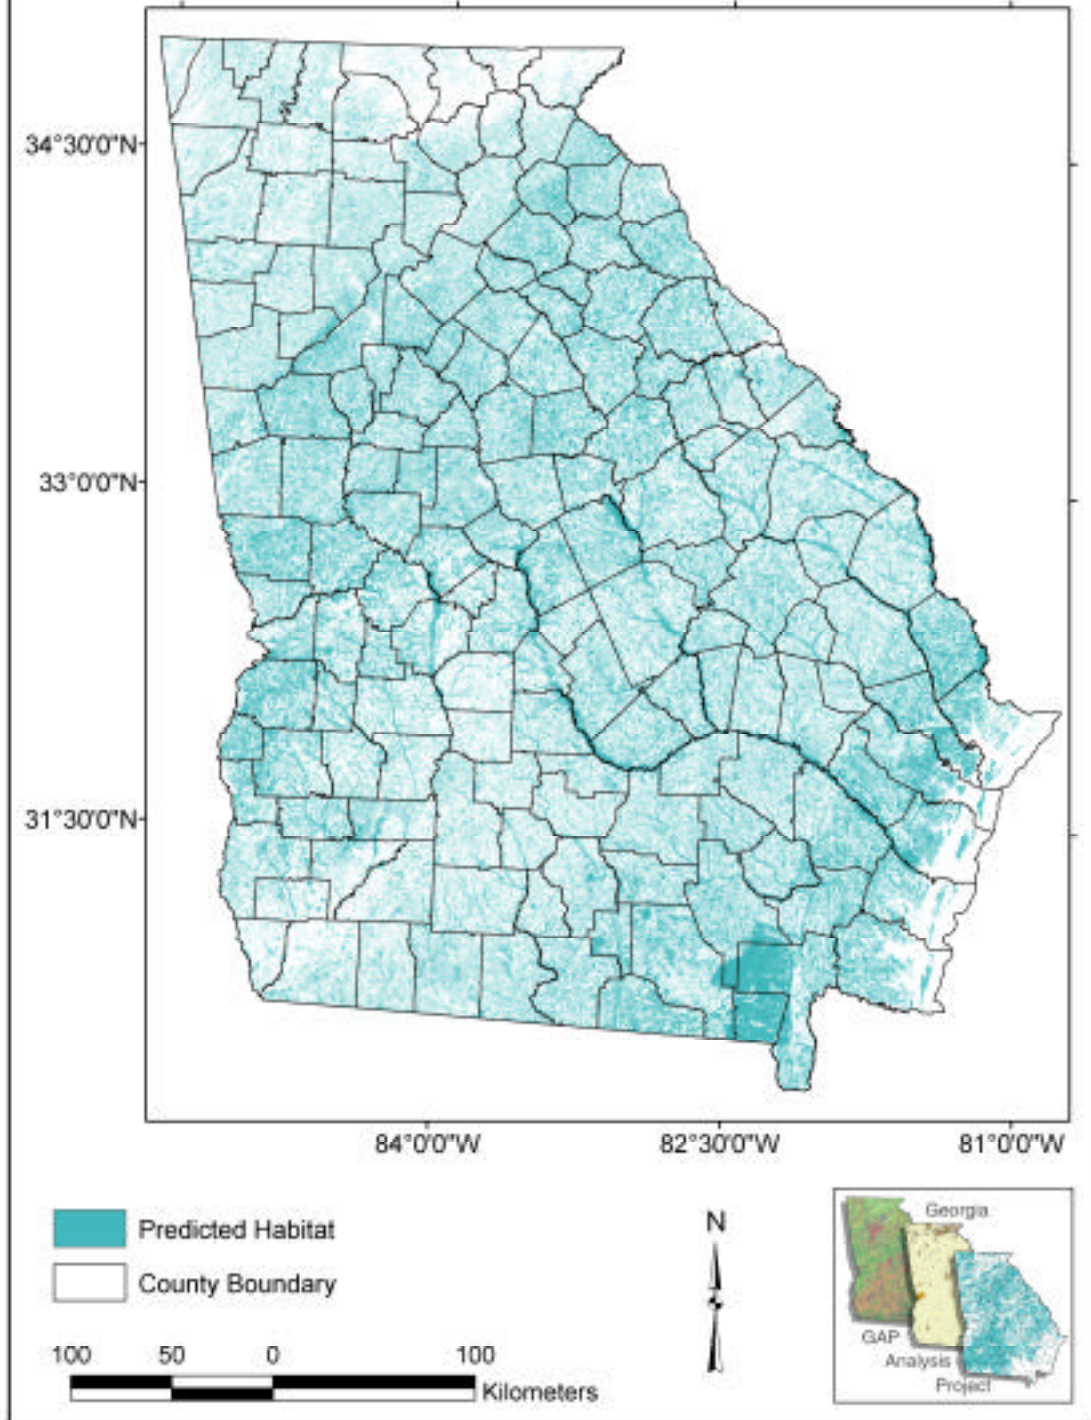 34°30'0"N
33°0'0"N
31°30'0"N
84°0'0"W 82°30'0"W 81°0'0"W
Predicted Habitat
County Boundary
100 50 0 100
Kilometers
N
Georgia
GAP
Analysis
Project